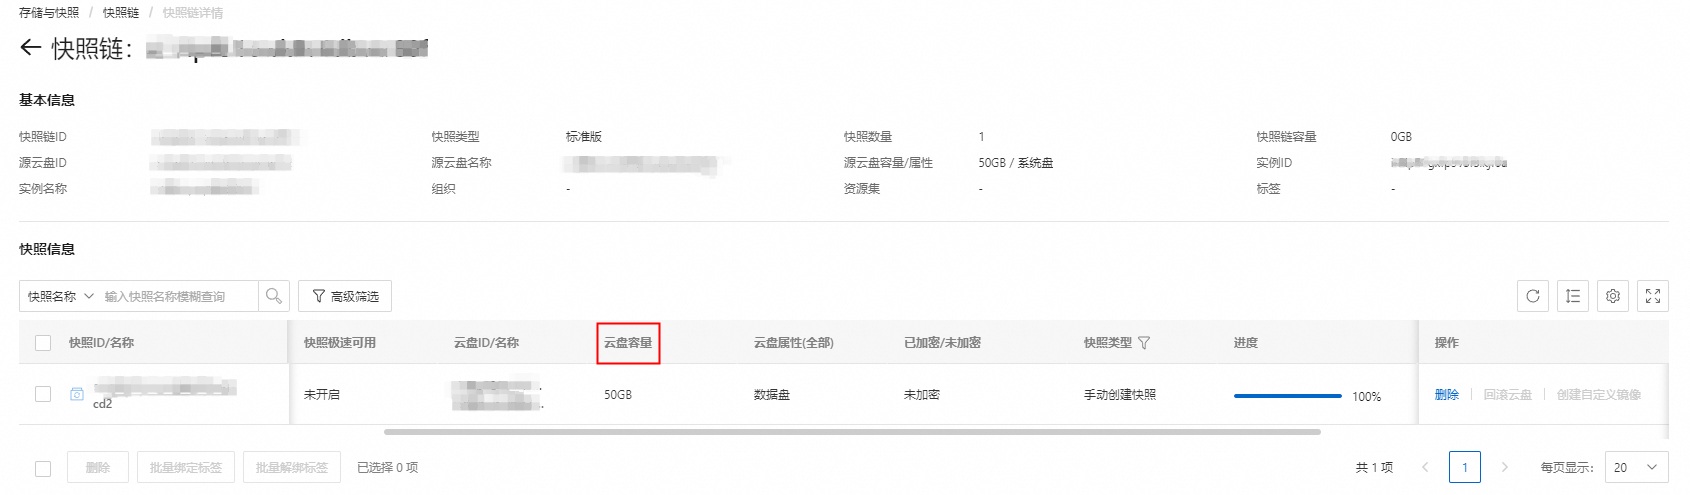 存储与快照 / 快照链 / 快照链详情
快照链:
基本信息
快照链ID 快照类型 标准版 快照数量 1 快照链容量 0GB
源云盘ID 源云盘名称 源云盘容量/属性 50GB / 系统盘 实例ID
实例名称 组织 - 资源集 - 标签 -
快照信息
快照名称 输入快照名称模糊查询 高级筛选
快照ID/名称 快照极速可用 云盘ID/名称 云盘容量 云盘属性(全部) 已加密/未加密 快照类型 进度 操作
未开启 50GB 数据盘 未加密 手动创建快照 100% 删除 回滚云盘 创建自定义镜像
cd2
删除 批量绑定标签 批量解绑标签 已选择 0 项 共 1 项 1 每页显示: 20